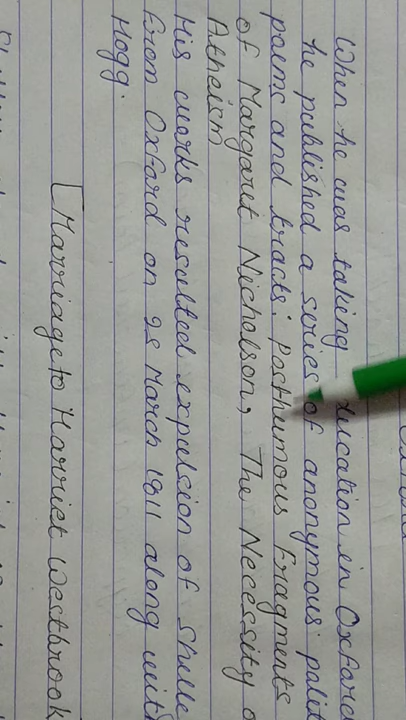 When he was taking education in Oxford
he published a series of anonymous
poems and tracts: Posthumous Fragments
of Margaret Nicholson, The Necessity o
Atheism
His works resulted expulsion of Shelle
from Oxford on 25 March 1811 along with
Hogg.
[Marriage to Harriet Westbrook